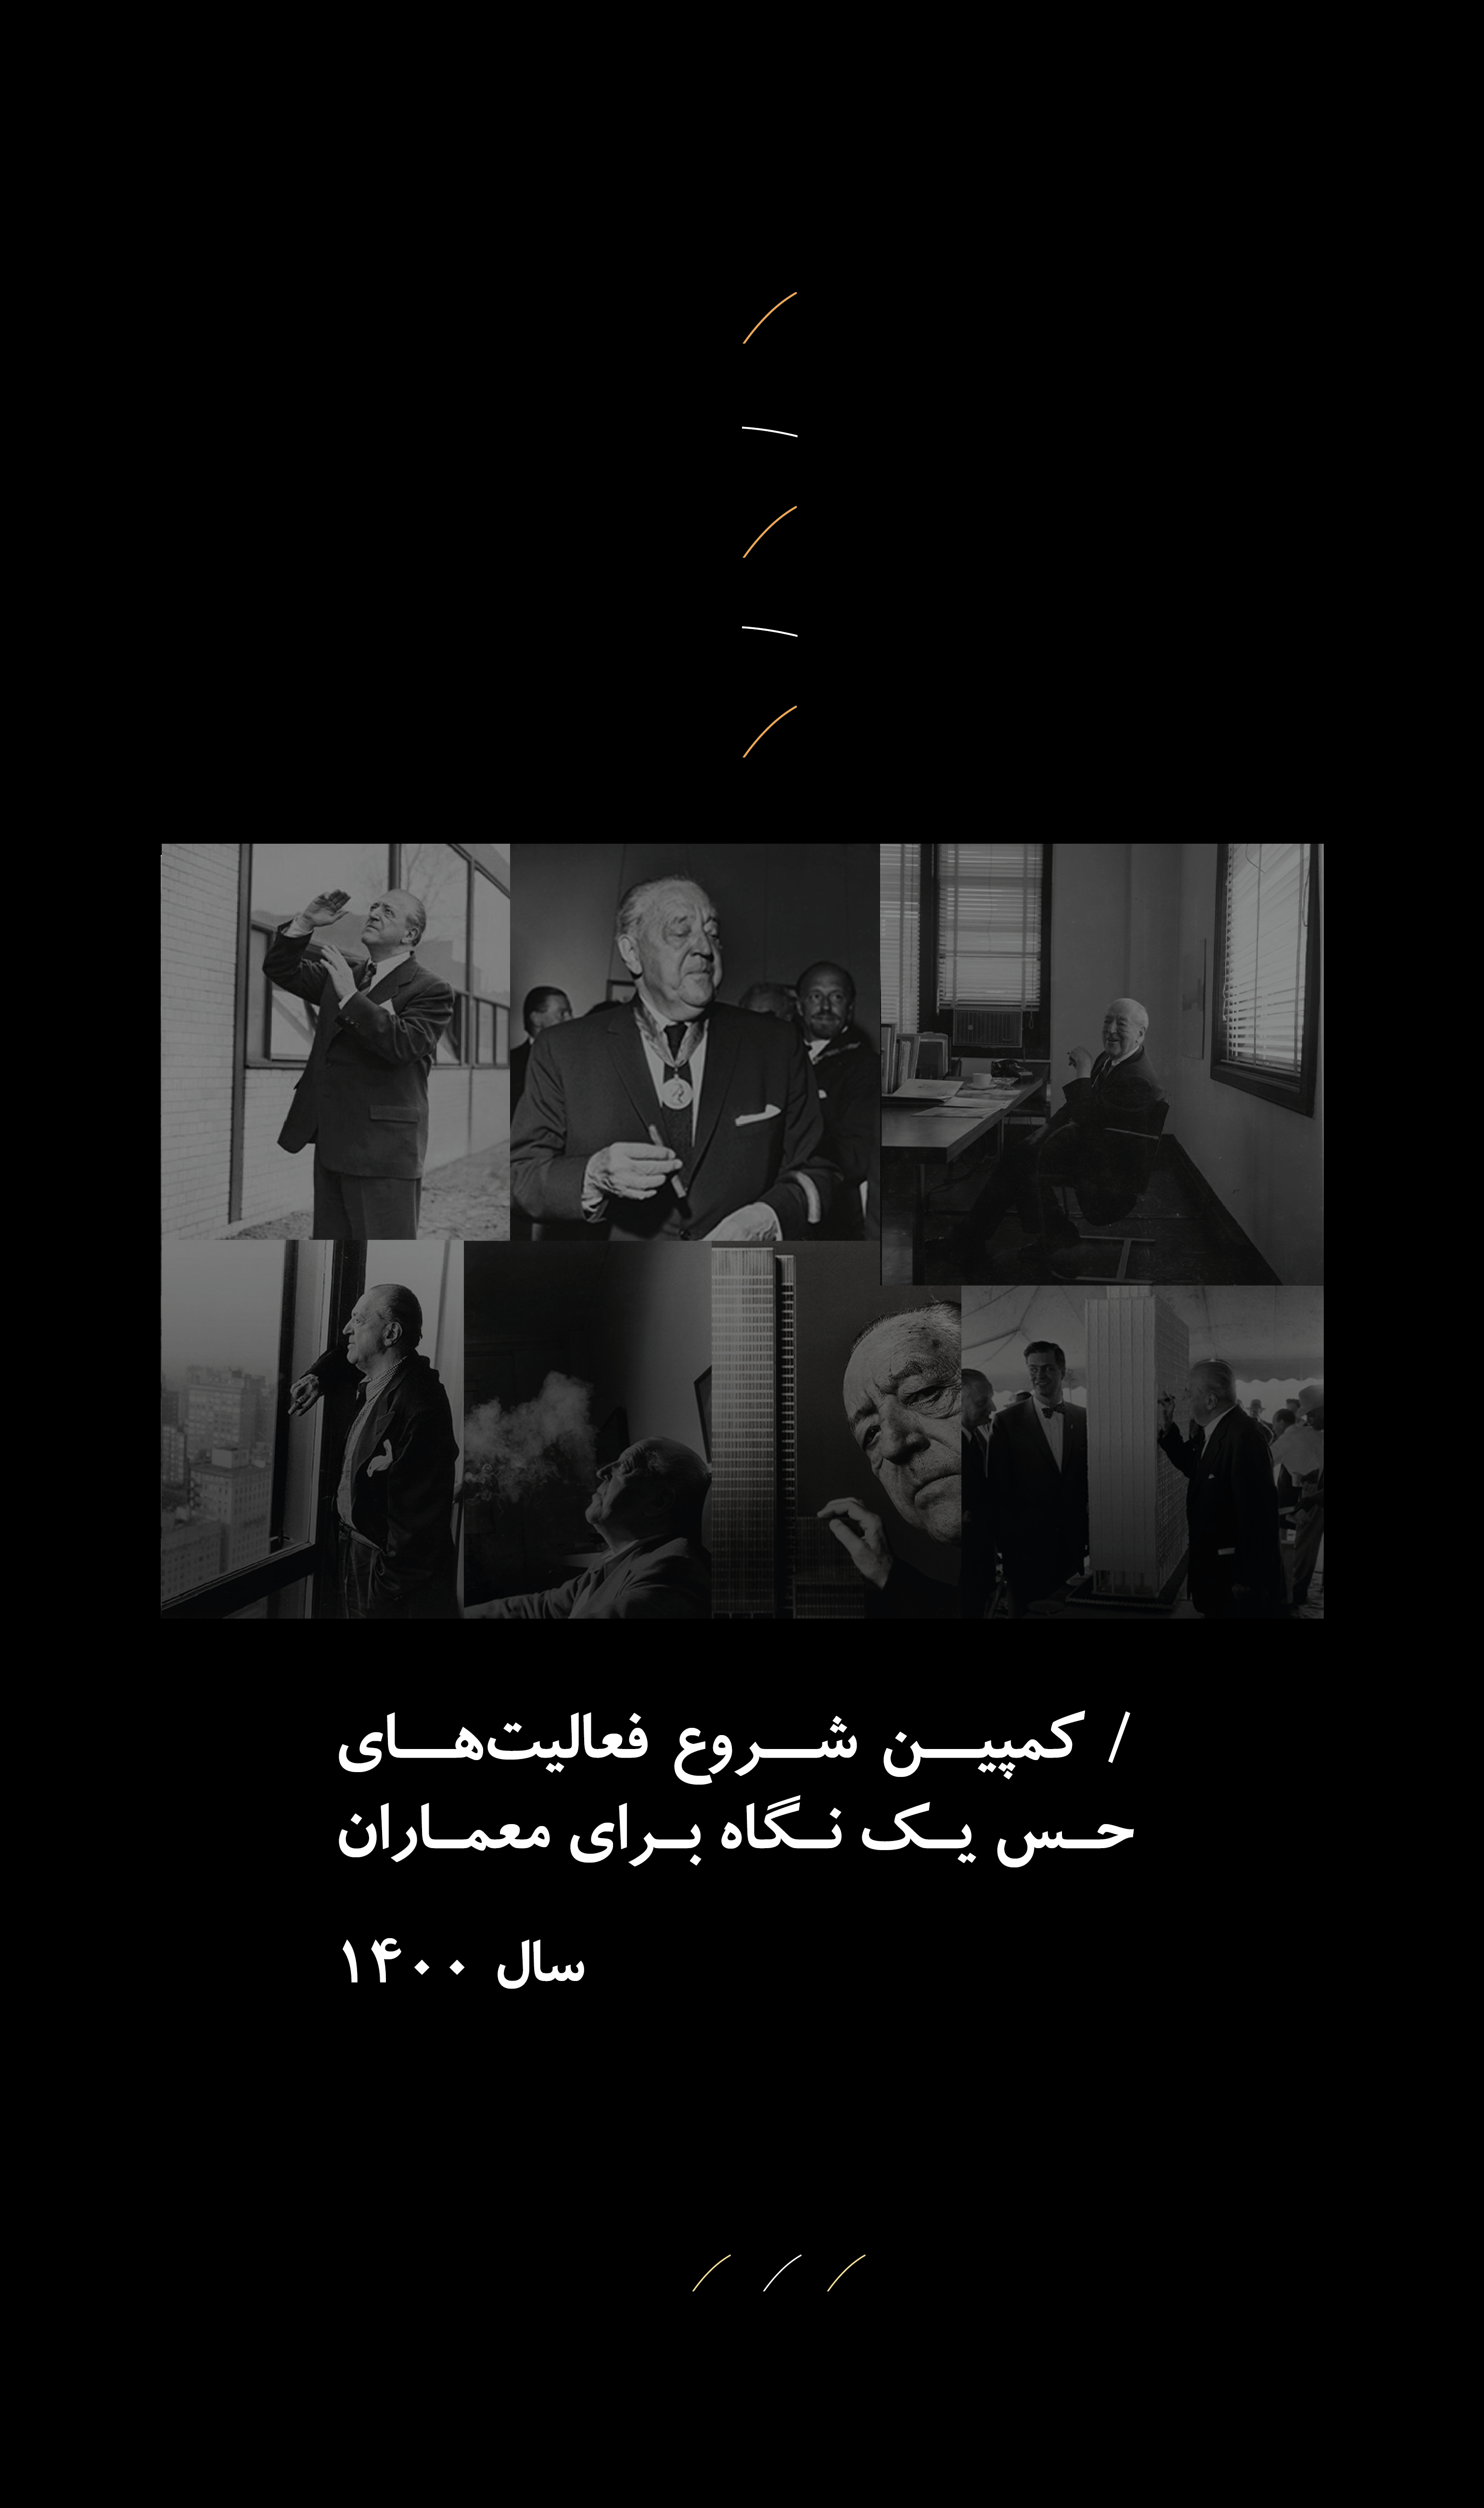 / کمپین شروع فعالیت‌های
حس یک نگاه برای معماران
سال ۱۴۰۰